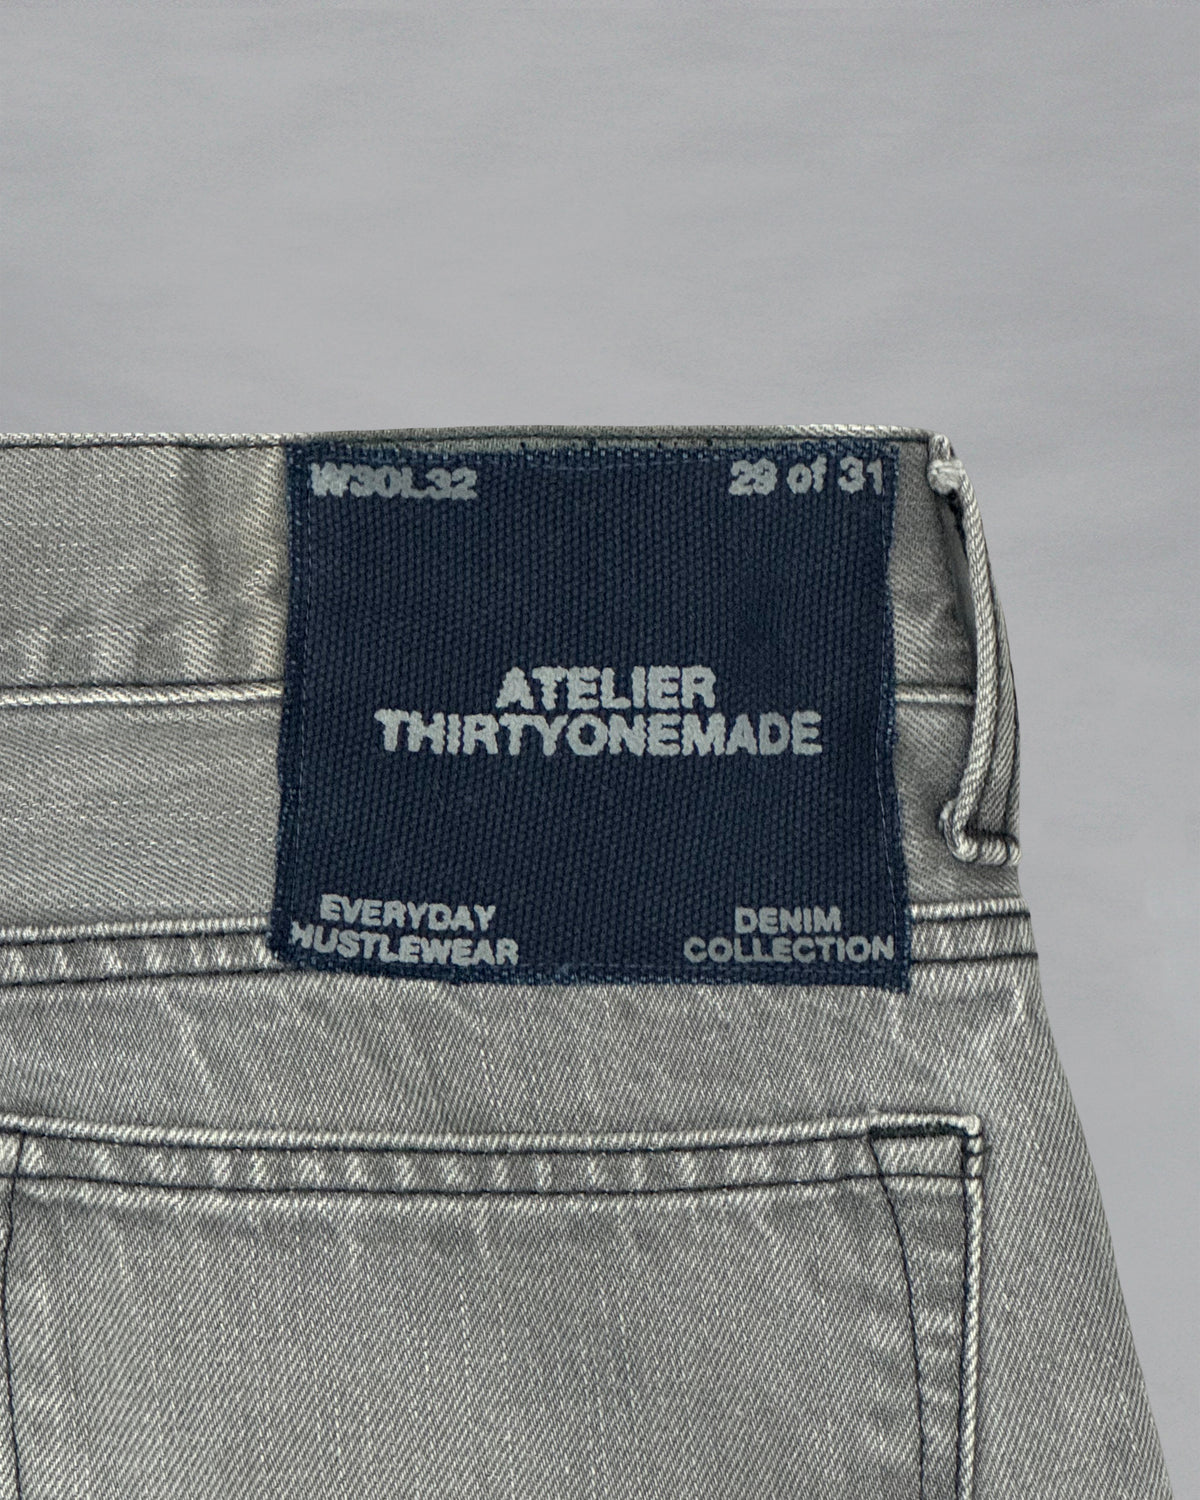 W30L32
29 of 31
ATELIER
THIRTYONEMADE
EVERYDAY
HUSTLEWEAR
DENIM
COLLECTION